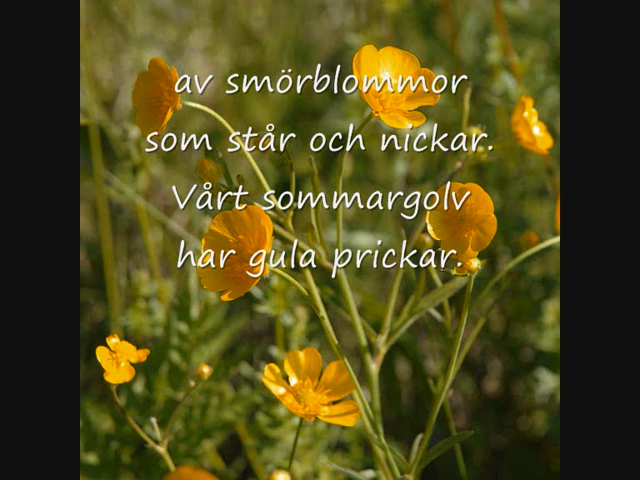 av smörblommor
som står och nickar.
Vårt sommargolv
har gula prickar.